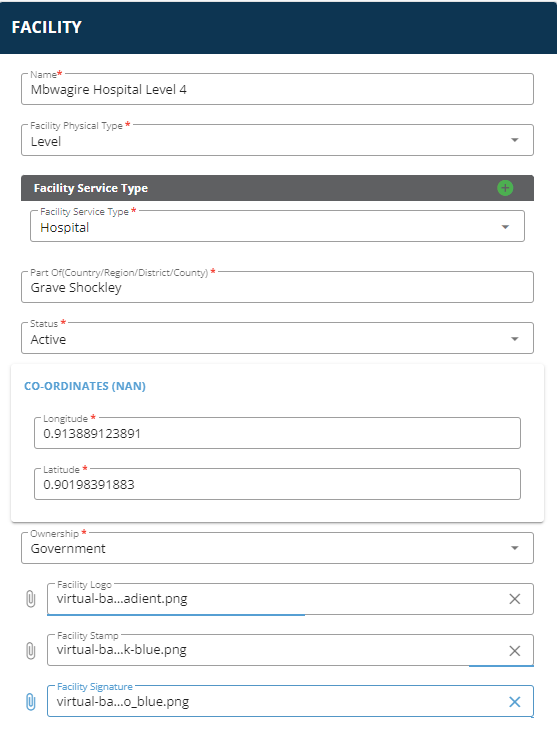 FACILITY
Name*
Mbwagire Hospital Level 4
Facility Physical Type *
Level
Facility Service Type
Facility Service Type *
Hospital
Part Of(Country/Region/District/County) *
Grave Shockley
Status *
Active
CO-ORDINATES (NAN)
Longitude *
0.913889123891
Latitude *
0.90198391883
Ownership *
Government
Facility Logo
virtual-ba...adient.png
Facility Stamp
virtual-ba...k-blue.png
Facility Signature
virtual-ba...o_blue.png